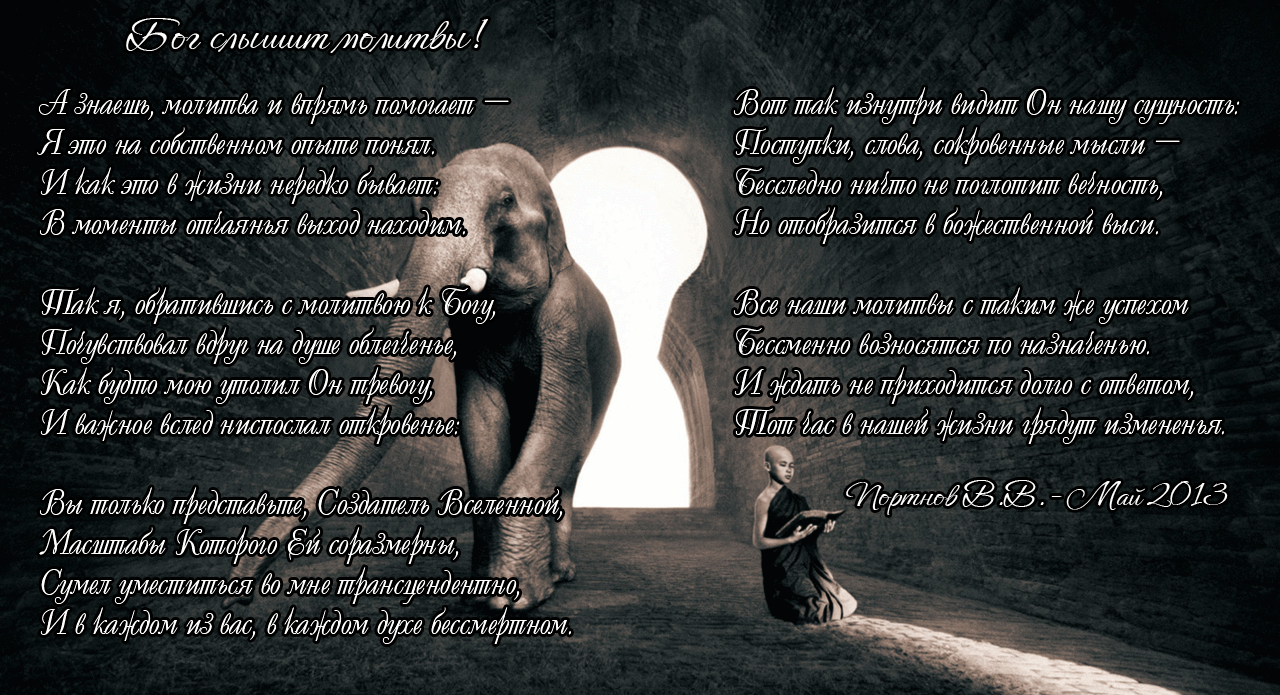 Бог слышит молитвы!
А знаешь, молитва и впрямь помогает —
Я это на собственном опыте понял.
И как это в жизни нередко бывает:
В моменты отчаянья выход находим.
Так я, обратившись с молитвою к Богу,
Почувствовал вдруг на душе облегченье,
Как будто мою утолил Он тревогу,
И важное вслед ниспослал откровенье:
Вы только представьте, Создатель Вселенной,
Масштабы Которого Ей соразмерны,
Сумел уместиться во мне трансцендентно,
И в каждом из вас, в каждом духе бессмертном.
Вот так изнутри видит Он нашу сущность:
Поступки, слова, сокровенные мысли —
Бесследно ничто не поглотит вечность,
Но отобразится в божественной выси.
Все наши молитвы с таким же успехом
Бессменно возносятся по назначенью.
И ждать не приходится долго с ответом,
Тот час в нашей жизни грядут измененья.
Портнов В.В. - Май 2013